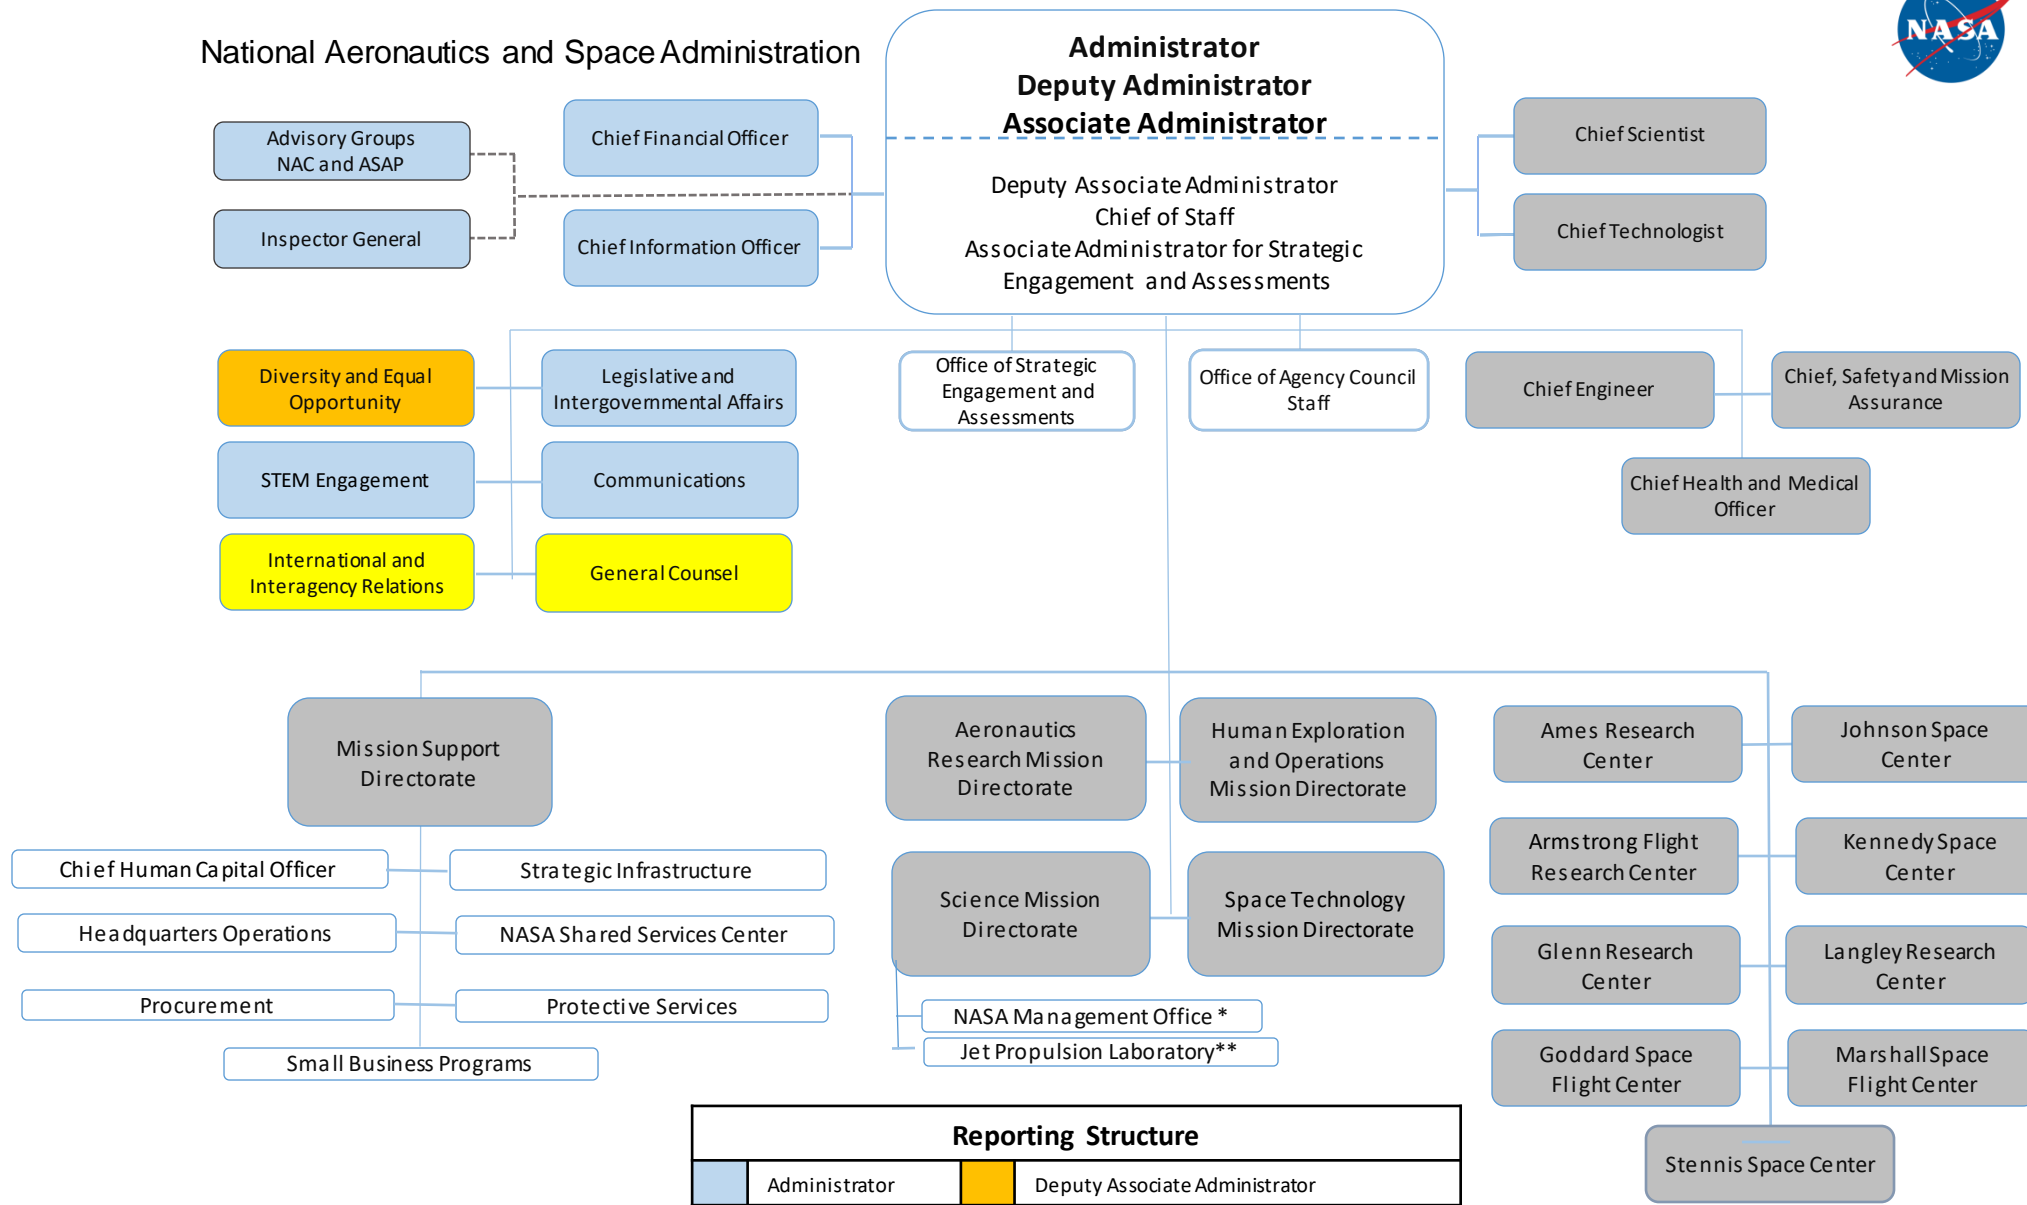 National Aeronautics and Space Administration
Administrator
Deputy Administrator
Associate Administrator
Deputy Associate Administrator
Chief of Staff
Associate Administrator for Strategic
Engagement and Assessments
NASA
Advisory Groups
NAC and ASAP
Inspector General
Chief Financial Officer
Chief Information Officer
Chief Scientist
Chief Technologist
Diversity and Equal
Opportunity
Legislative and
Intergovernmental Affairs
STEM Engagement
Communications
International and
Interagency Relations
General Counsel
Office of Strategic
Engagement and
Assessments
Office of Agency Council
Staff
Chief Engineer
Chief, Safety and Mission
Assurance
Chief Health and Medical
Officer
Mission Support
Directorate
Chief Human Capital Officer
Strategic Infrastructure
Headquarters Operations
NASA Shared Services Center
Procurement
Protective Services
Small Business Programs
Aeronautics
Research Mission
Directorate
Human Exploration
and Operations
Mission Directorate
Science Mission
Directorate
Space Technology
Mission Directorate
NASA Management Office *
Jet Propulsion Laboratory**
Ames Research
Center
Johnson Space
Center
Armstrong Flight
Research Center
Kennedy Space
Center
Glenn Research
Center
Langley Research
Center
Goddard Space
Flight Center
Marshall Space
Flight Center
Stennis Space Center
Reporting Structure
Administrator
Deputy Associate Administrator